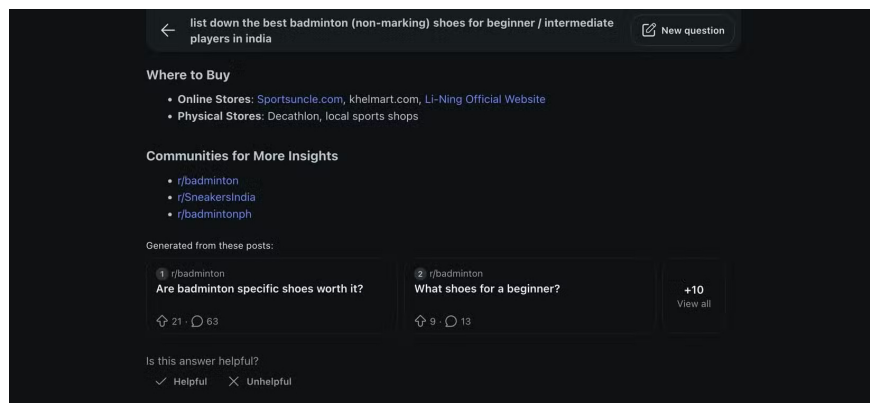 list down the best badminton (non-marking) shoes for beginner / intermediate
players in india
New question
Where to Buy
• Online Stores: Sportsuncle.com, khelmart.com, Li-Ning Official Website
• Physical Stores: Decathlon, local sports shops
Communities for More Insights
• r/badminton
• r/SneakersIndia
• r/badmintonph
Generated from these posts:
1 r/badminton
Are badminton specific shoes worth it?
21 · 63
2 r/badminton
What shoes for a beginner?
9 · 13
+10
View all
Is this answer helpful?
Helpful
Unhelpful